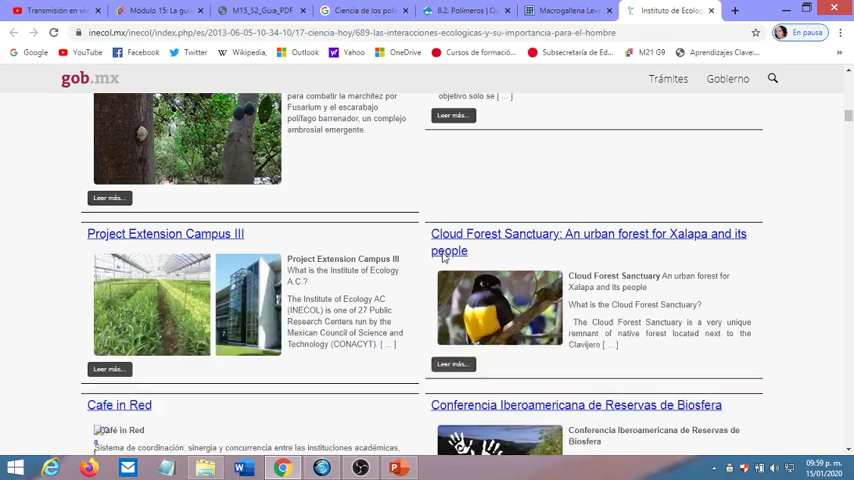 Transmisión en viv
Módulo 15: La gu
M15_S2_Guia_PDF
Ciencia de los polí
8.2. Polímeros | Q
Macrogalleria Leve
Instituto de Ecolog
inecol.mx/inecol/index.php/es/2013-06-05-10-34-10/17-ciencia-hoy/689-las-interacciones-ecologicas-y-su-importancia-para-el-hombre
En pausa
Google
YouTube
Facebook
Twitter
Wikipedia,
Outlook
Yahoo
OneDrive
Cursos de formació...
Subsecretaría de Ed...
M21 G9
Aprendizajes Clave:...
gob.mx
Trámites
Gobierno
para combatir la marchitez por
Fusarium y el escarabajo
polífago barrenador, un complejo
ambrosial emergente.
Leer más...
objetivo sólo se [ ... ]
Leer más...
Project Extension Campus III
Project Extension Campus III
What is the Institute of Ecology
A.C.?
The Institute of Ecology AC
(INECOL) is one of 27 Public
Research Centers run by the
Mexican Council of Science and
Technology (CONACYT). [ ... ]
Leer más...
Cloud Forest Sanctuary: An urban forest for Xalapa and its
people
Cloud Forest Sanctuary An urban forest for
Xalapa and its people
What is the Cloud Forest Sanctuary?
The Cloud Forest Sanctuary is a very unique
remnant of native forest located next to the
Clavijero [ ... ]
Leer más...
Cafe in Red
Café in Red
Sistema de coordinación, sinergia y concurrencia entre las instituciones académicas,
Conferencia Iberoamericana de Reservas de Biosfera
Conferencia Iberoamericana de Reservas de
Biosfera
09:59 p. m.
15/01/2020